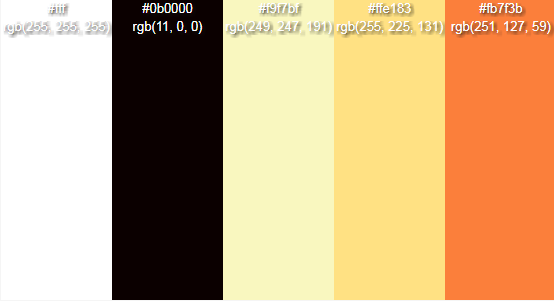 #fff
rgb(255, 255, 255)
#0b0000
rgb(11, 0, 0)
#f9f7bf
rgb(249, 247, 191)
#ffe183
rgb(255, 225, 131)
#fb7f3b
rgb(251, 127, 59)